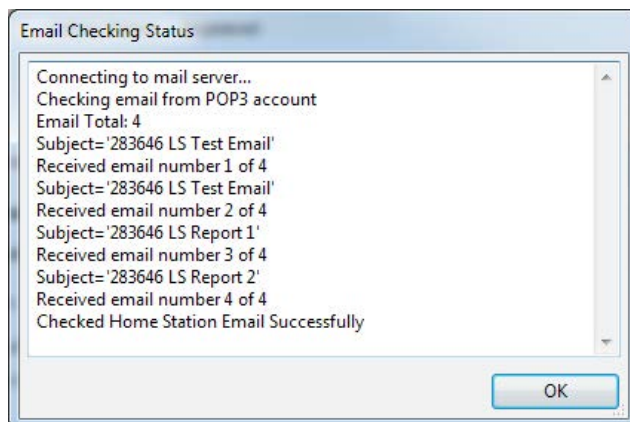 Email Checking Status
Connecting to mail server...
Checking email from POP3 account
Email Total: 4
Subject='283646 LS Test Email'
Received email number 1 of 4
Subject='283646 LS Test Email'
Received email number 2 of 4
Subject='283646 LS Report 1'
Received email number 3 of 4
Subject='283646 LS Report 2'
Received email number 4 of 4
Checked Home Station Email Successfully
OK